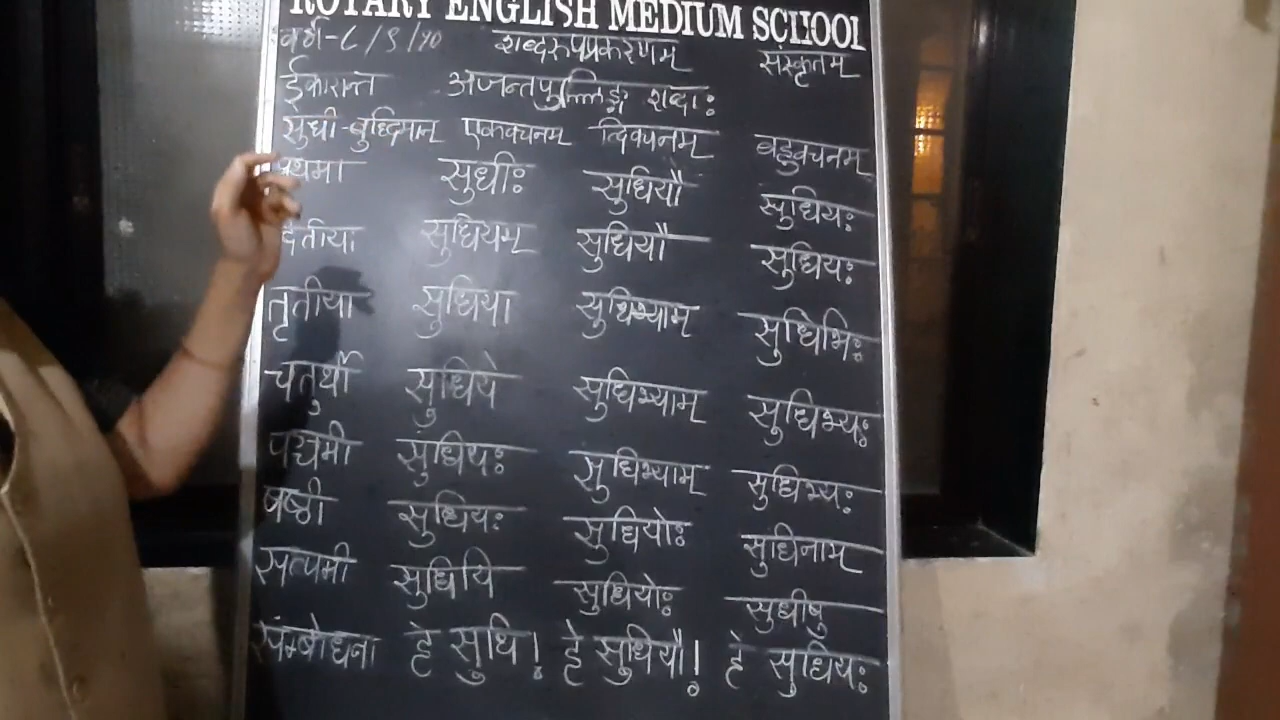 ROTARY ENGLISH MEDIUM SCHOOL
वर्ग-८/९/१० शब्दरुपप्रकरणम् संस्कृतम्
ईकारान्त अजन्तपुल्लिङ्ग शब्दाः
सुधी-बुध्दिमान् एकवचनम् द्विवचनम् बहुवचनम्
प्रथमा सुधीः सुधियौ सुधियः
द्वितीया सुधियम् सुधियौ सुधियः
तृतीया सुधिया सुधिभ्याम् सुधिभिः
चतुर्थी सुधिये सुधिभ्याम् सुधिभ्यः
पञ्चमी सुधियः सुधिभ्याम् सुधिभ्यः
षष्ठी सुधियः सुधियोः सुधिनाम्
सप्तमी सुधियि सुधियोः सुधीषु
संम्बोधना हे सुधि! हे सुधियौ! हे सुधियः